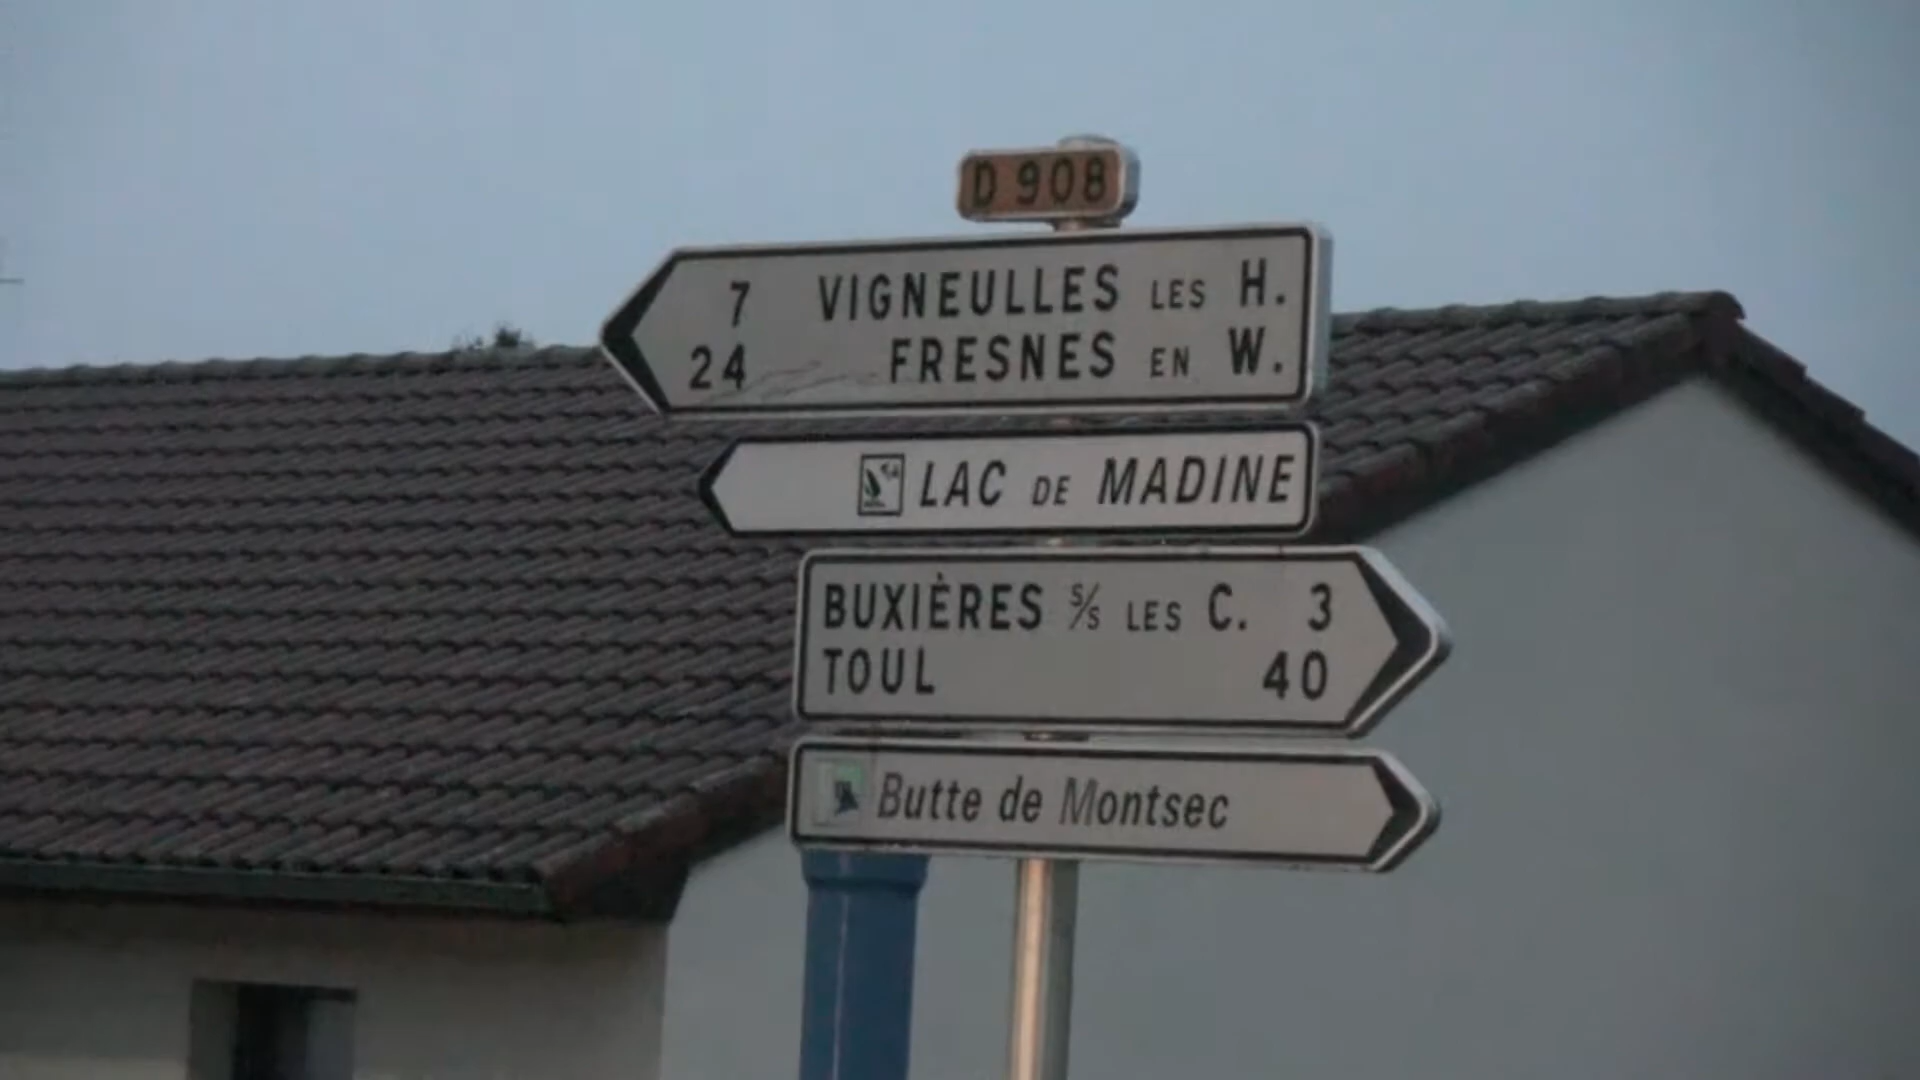 D 908
7 VIGNEULLES LES H.
24 FRESNES EN W.
LAC DE MADINE
BUXIÈRES S/S LES C. 3
TOUL 40
Butte de Montsec